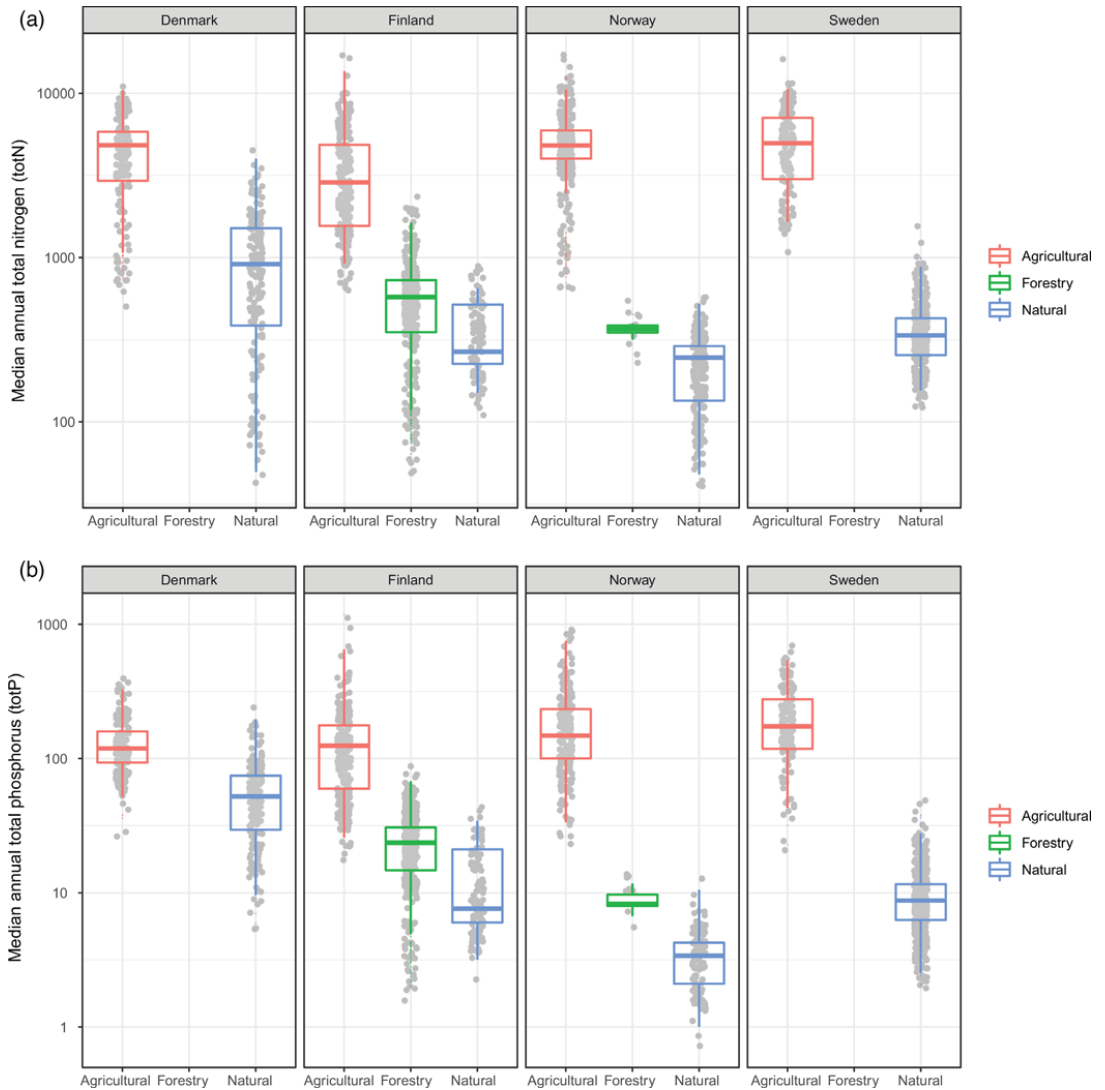 (a)
Denmark Finland Norway Sweden
Median annual total nitrogen (totN)
10000
1000
100
Agricultural Forestry Natural Agricultural Forestry Natural Agricultural Forestry Natural Agricultural Forestry Natural
Agricultural
Forestry
Natural
(b)
Denmark Finland Norway Sweden
Median annual total phosphorus (totP)
1000
100
10
1
Agricultural Forestry Natural Agricultural Forestry Natural Agricultural Forestry Natural Agricultural Forestry Natural
Agricultural
Forestry
Natural